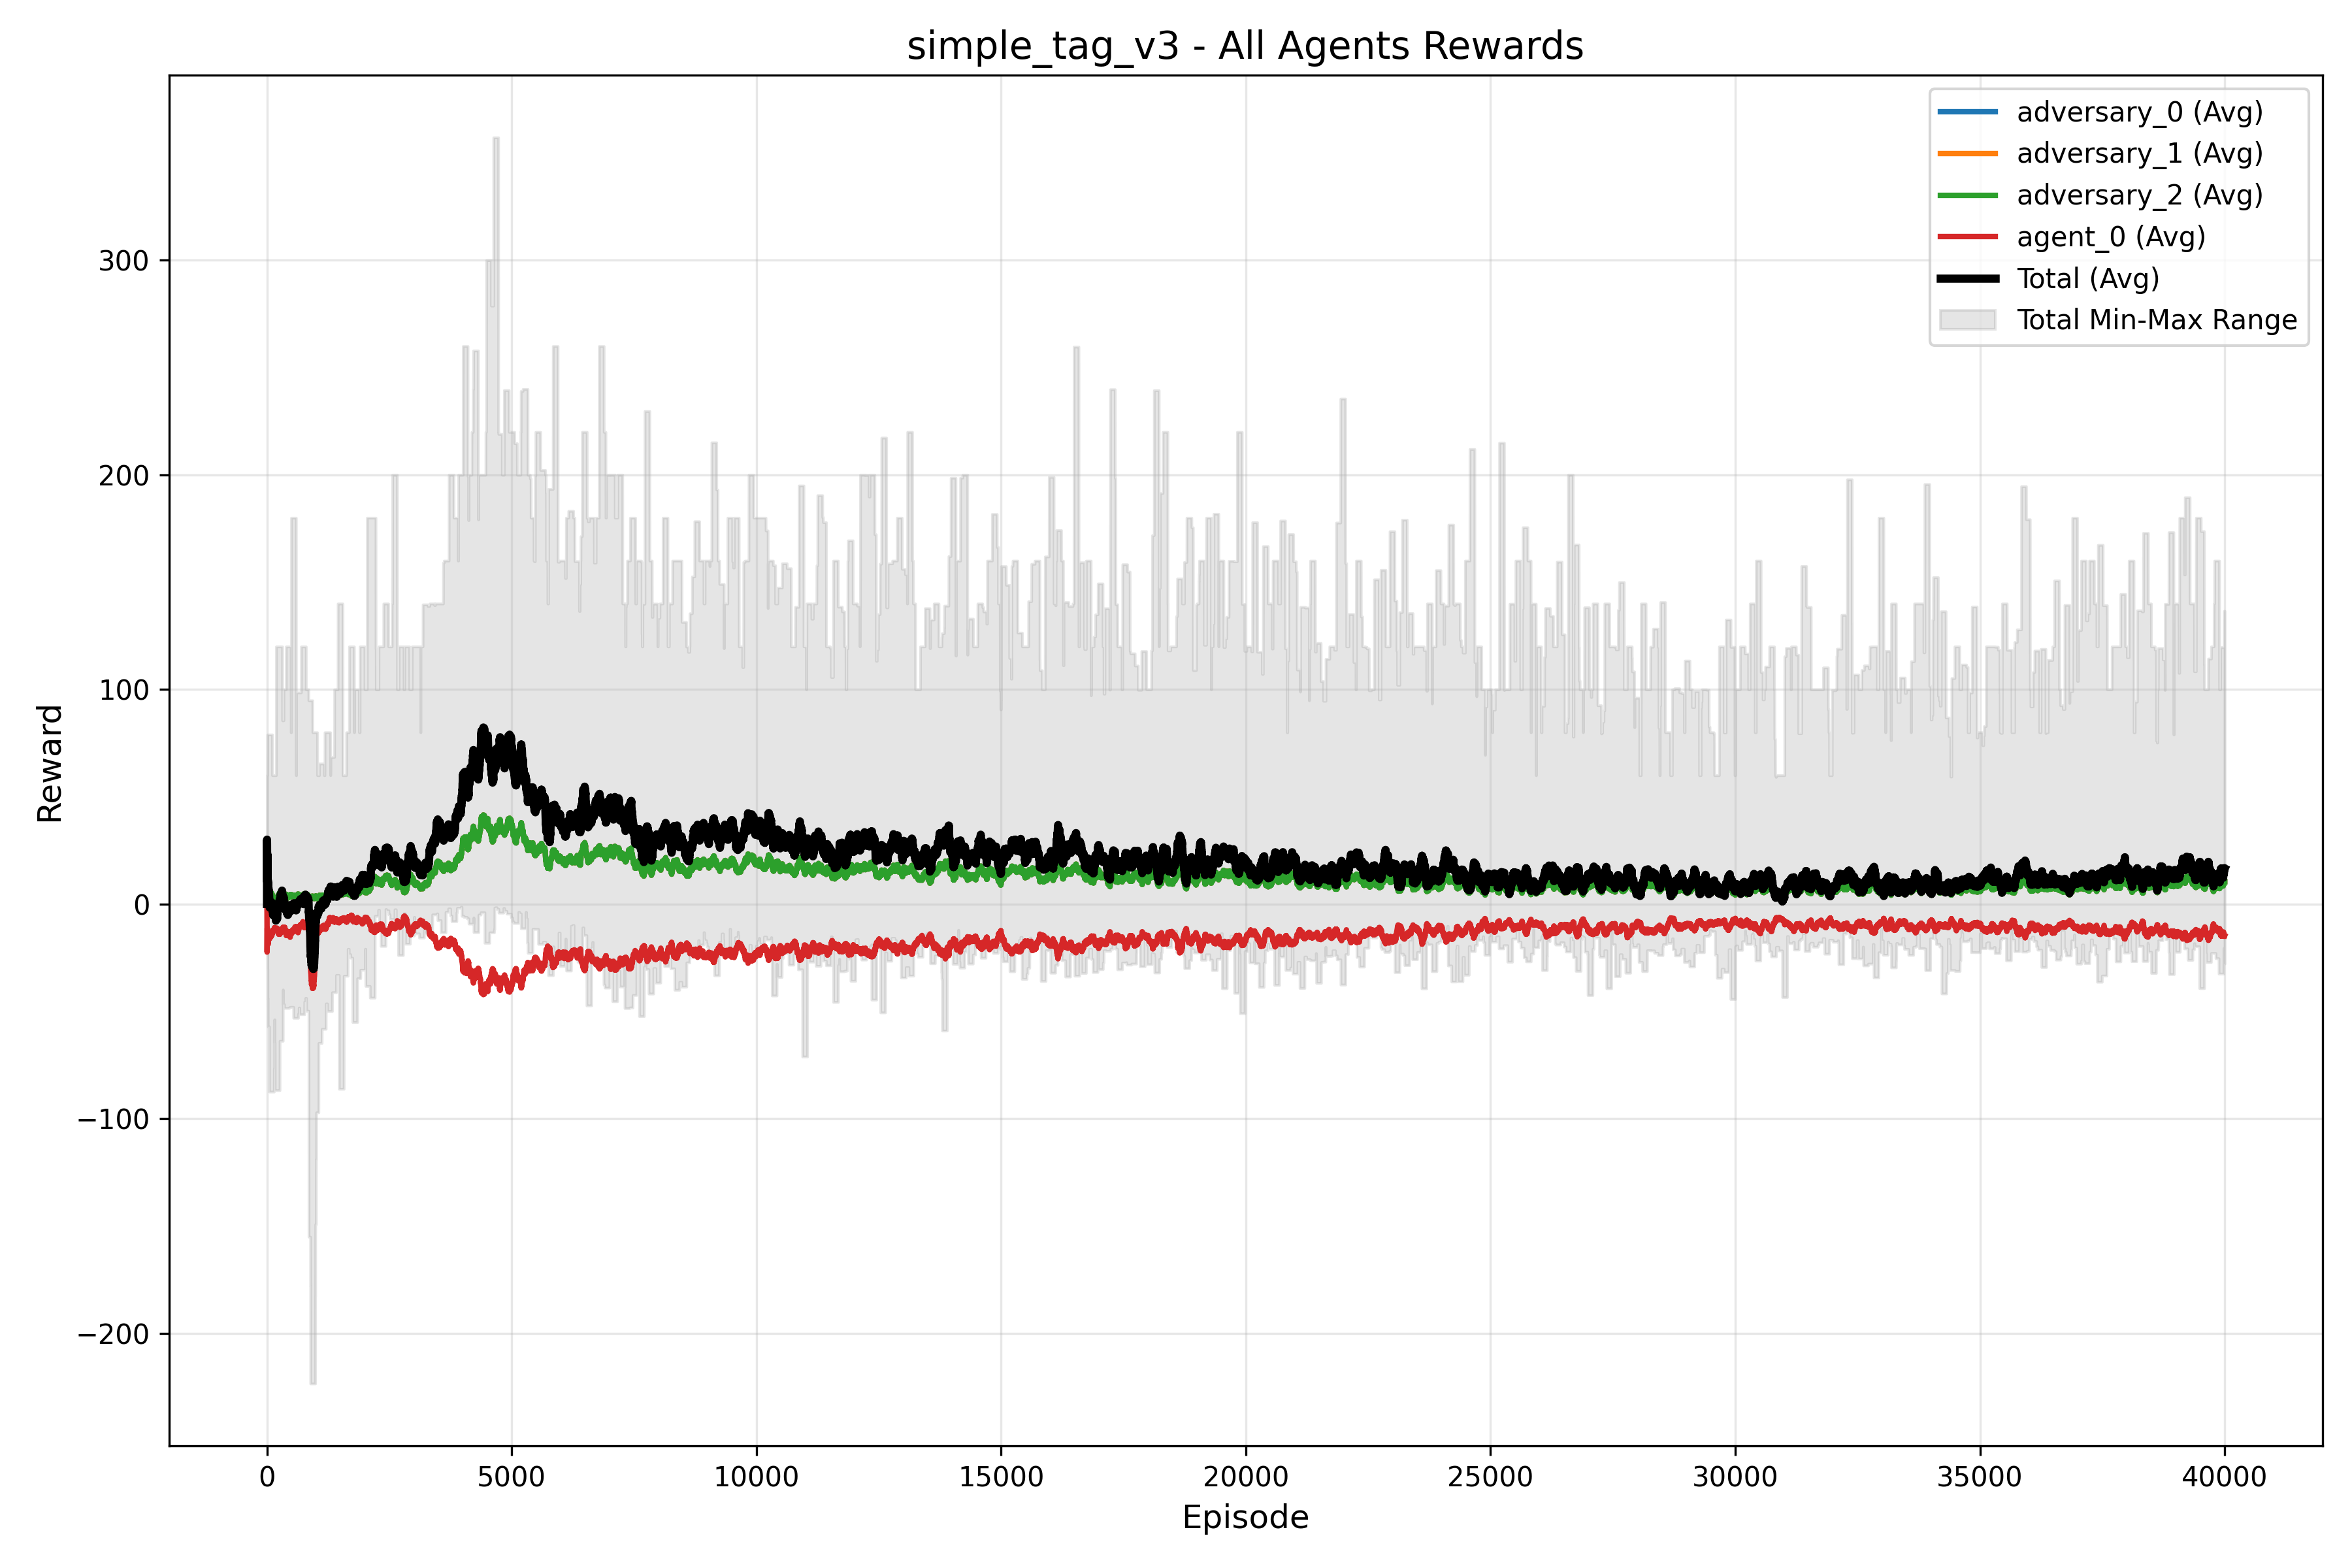 simple_tag_v3 - All Agents Rewards
adversary_0 (Avg)
adversary_1 (Avg)
adversary_2 (Avg)
agent_0 (Avg)
Total (Avg)
Total Min-Max Range
Reward
300
200
100
0
−100
−200
0
5000
10000
15000
20000
25000
30000
35000
40000
Episode